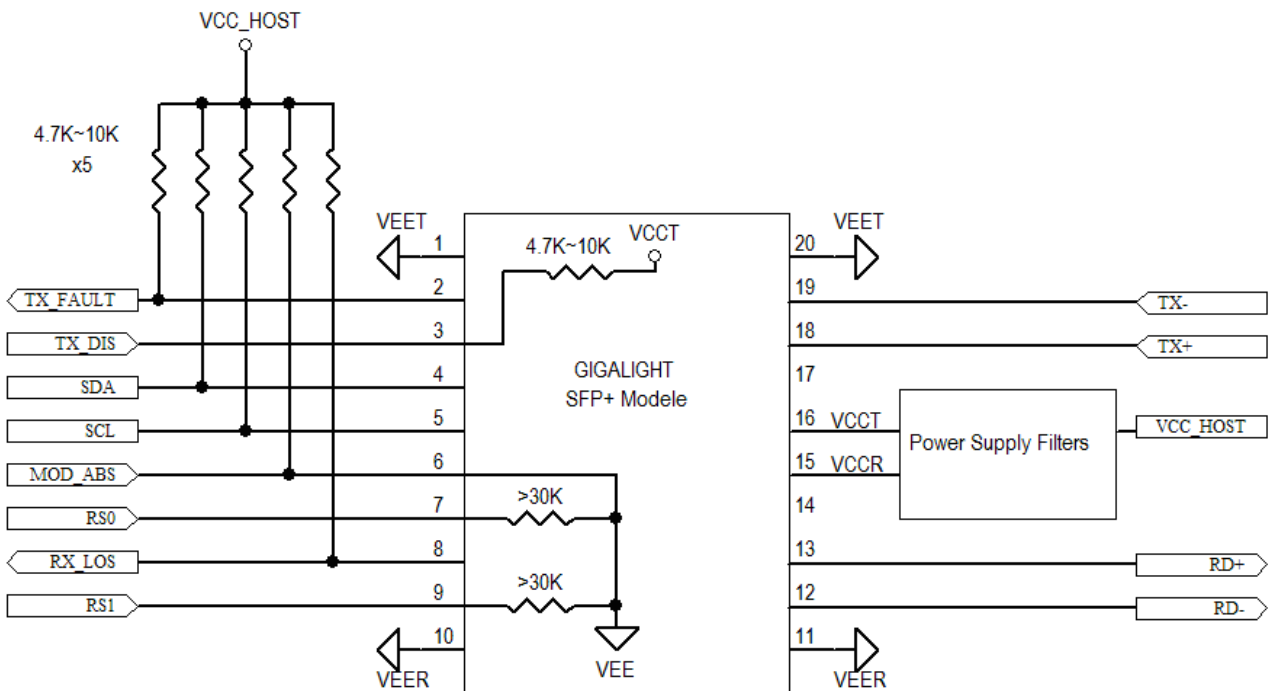 VCC_HOST
4.7K~10K
x5
VEET
1
2
3
4
5
6
7
8
9
10
VEER
TX_FAULT
TX_DIS
SDA
SCL
MOD_ABS
RS0
RX_LOS
RS1
4.7K~10K
VCCT
GIGALIGHT
SFP+ Modele
>30K
>30K
VEE
VEET
20
19
18
17
16
15
14
13
12
11
VEER
VCCT
VCCR
Power Supply Filters
TX-
TX+
VCC_HOST
RD+
RD-